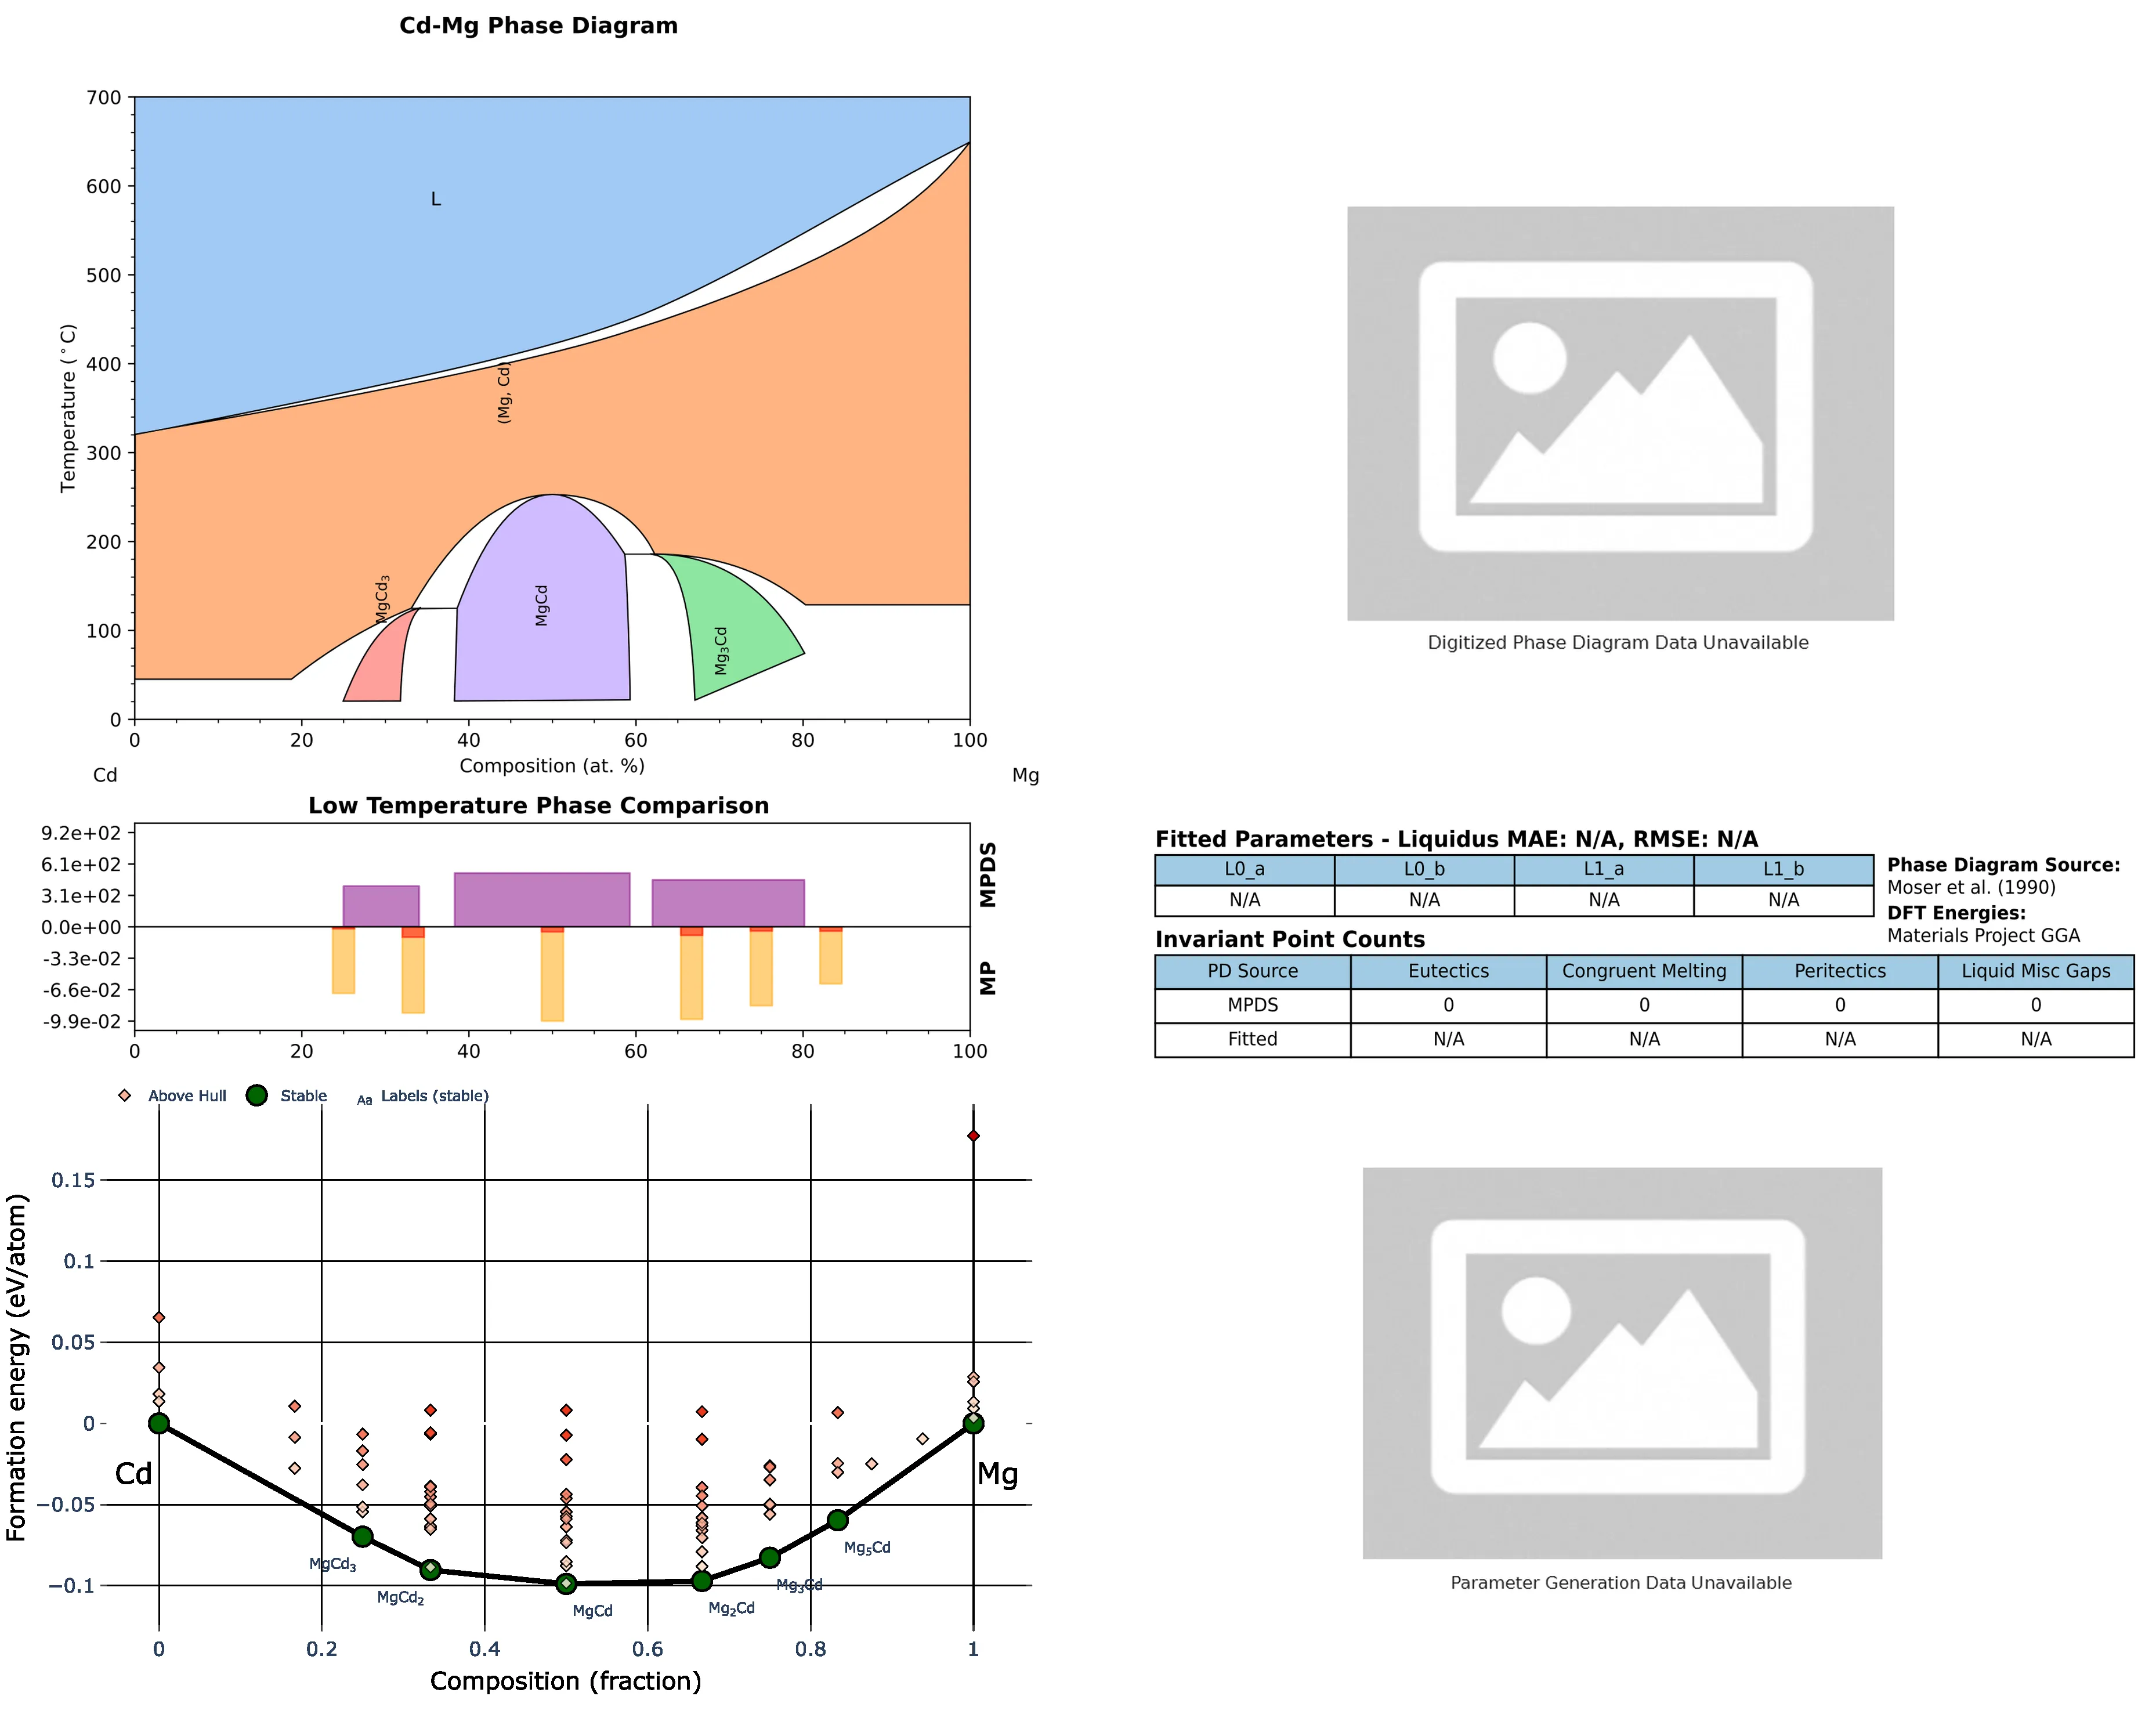 Cd-Mg Phase Diagram
700
600
500
400
300
200
100
0
Temperature (°C)
L
(Mg, Cd)
MgCd₃
MgCd
Mg₃Cd
0 20 40 60 80 100
Composition (at. %)
Cd Mg
Digitized Phase Diagram Data Unavailable
Low Temperature Phase Comparison
9.2e+02
6.1e+02
3.1e+02
0.0e+00
-3.3e-02
-6.6e-02
-9.9e-02
MPDS
MP
0 20 40 60 80 100
Fitted Parameters - Liquidus MAE: N/A, RMSE: N/A
L0_a L0_b L1_a L1_b
N/A N/A N/A N/A
Phase Diagram Source:
Moser et al. (1990)
DFT Energies:
Materials Project GGA
Invariant Point Counts
PD Source Eutectics Congruent Melting Peritectics Liquid Misc Gaps
MPDS 0 0 0 0
Fitted N/A N/A N/A N/A
Above Hull Stable Aa Labels (stable)
0.15
0.1
0.05
0
−0.05
−0.1
Formation energy (eV/atom)
Cd
Mg
MgCd₃
MgCd₂
MgCd
Mg₂Cd
Mg₃Cd
Mg₅Cd
0 0.2 0.4 0.6 0.8 1
Composition (fraction)
Parameter Generation Data Unavailable